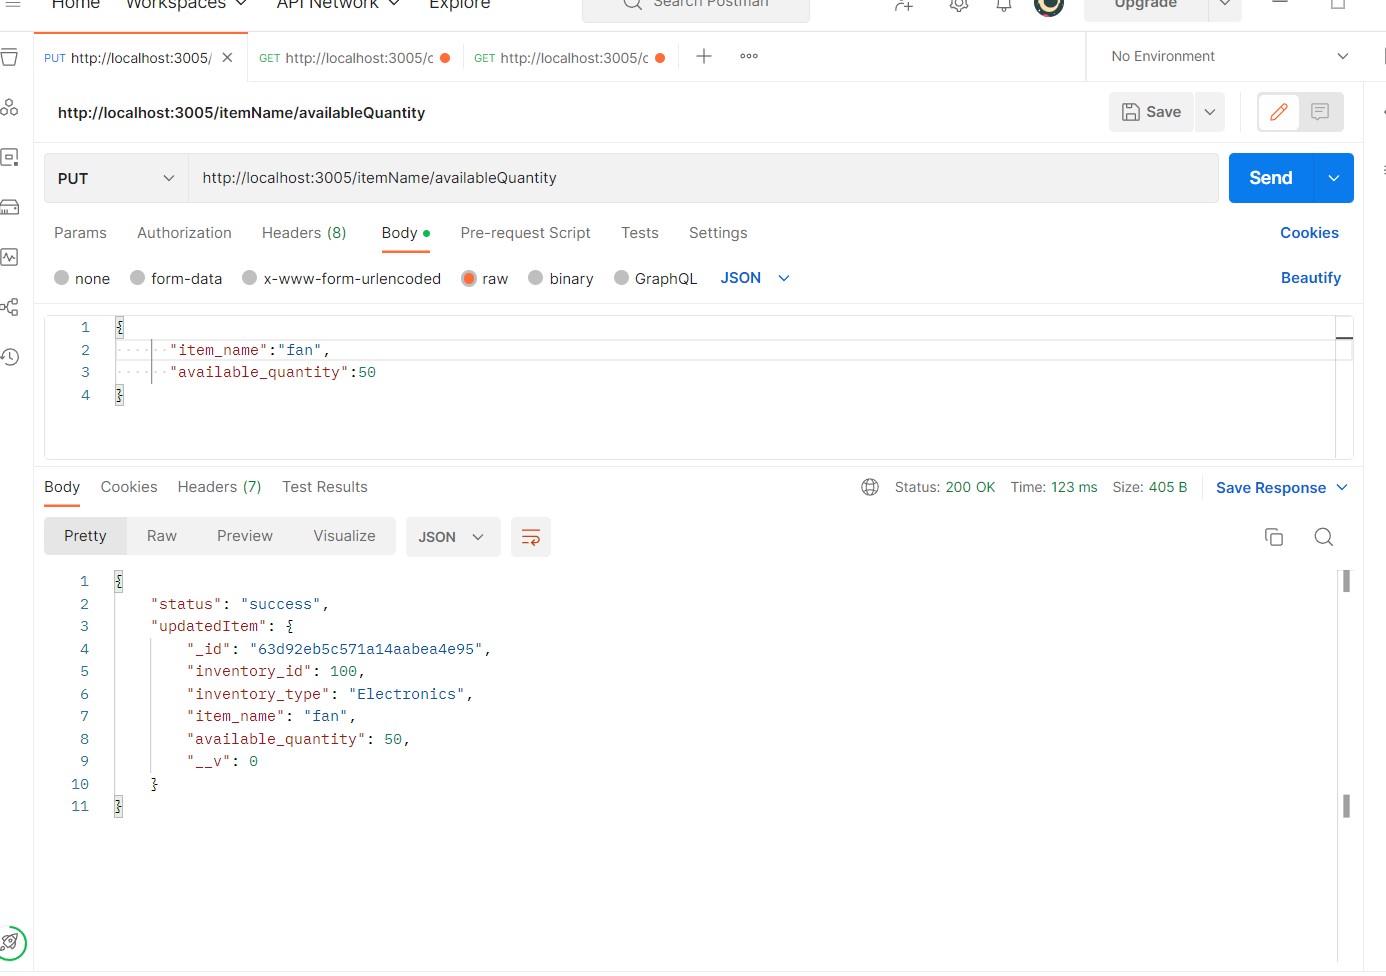 Home Workspaces API Network Explore Search Postman Upgrade
PUT http://localhost:3005/ GET http://localhost:3005/c GET http://localhost:3005/c No Environment
http://localhost:3005/itemName/availableQuantity Save
PUT http://localhost:3005/itemName/availableQuantity Send
Params Authorization Headers (8) Body Pre-request Script Tests Settings Cookies
none form-data x-www-form-urlencoded raw binary GraphQL JSON Beautify
1 {
2 "item_name":"fan",
3 "available_quantity":50
4 }
Body Cookies Headers (7) Test Results Status: 200 OK Time: 123 ms Size: 405 B Save Response
Pretty Raw Preview Visualize JSON
1 {
2 "status": "success",
3 "updatedItem": {
4 "_id": "63d92eb5c571a14aabea4e95",
5 "inventory_id": 100,
6 "inventory_type": "Electronics",
7 "item_name": "fan",
8 "available_quantity": 50,
9 "__v": 0
10 }
11 }